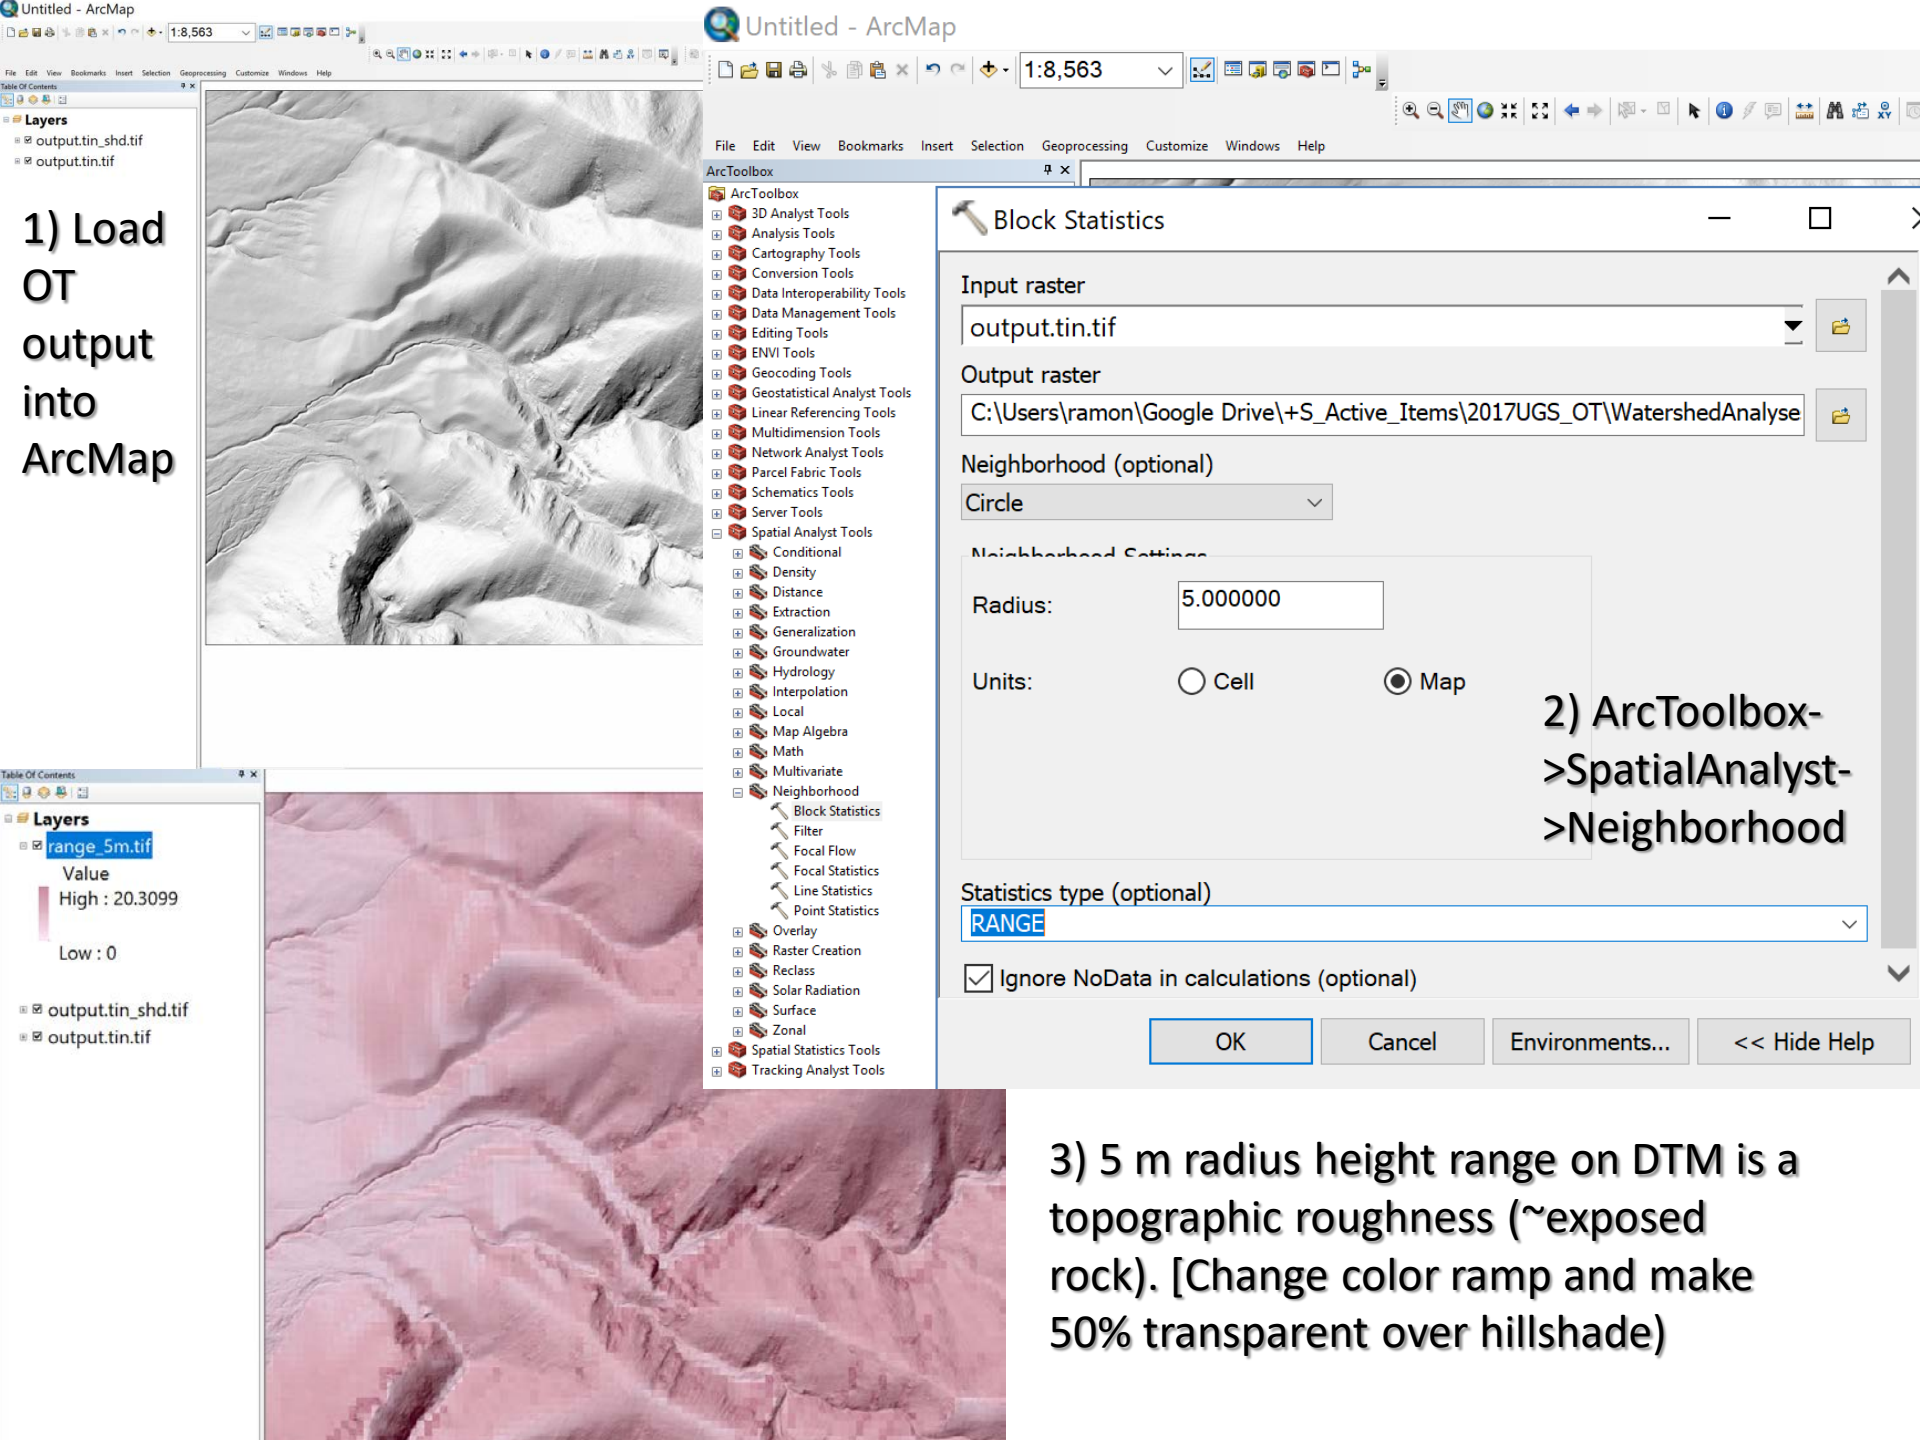 Untitled - ArcMap
1:8,563
File Edit View Bookmarks Insert Selection Geoprocessing Customize Windows Help
Table Of Contents
Layers
output.tin_shd.tif
output.tin.tif
1) Load
OT
output
into
ArcMap
Table Of Contents
Layers
range_5m.tif
Value
High : 20.3099
Low : 0
output.tin_shd.tif
output.tin.tif
Untitled - ArcMap
1:8,563
File Edit View Bookmarks Insert Selection Geoprocessing Customize Windows Help
ArcToolbox
ArcToolbox
3D Analyst Tools
Analysis Tools
Cartography Tools
Conversion Tools
Data Interoperability Tools
Data Management Tools
Editing Tools
ENVI Tools
Geocoding Tools
Geostatistical Analyst Tools
Linear Referencing Tools
Multidimension Tools
Network Analyst Tools
Parcel Fabric Tools
Schematics Tools
Server Tools
Spatial Analyst Tools
Conditional
Density
Distance
Extraction
Generalization
Groundwater
Hydrology
Interpolation
Local
Map Algebra
Math
Multivariate
Neighborhood
Block Statistics
Filter
Focal Flow
Focal Statistics
Line Statistics
Point Statistics
Overlay
Raster Creation
Reclass
Solar Radiation
Surface
Zonal
Spatial Statistics Tools
Tracking Analyst Tools
Block Statistics
Input raster
output.tin.tif
Output raster
C:\Users\ramon\Google Drive\+S_Active_Items\2017UGS_OT\WatershedAnalyse
Neighborhood (optional)
Circle
Neighborhood Settings
Radius: 5.000000
Units: Cell Map
2) ArcToolbox-
>SpatialAnalyst-
>Neighborhood
Statistics type (optional)
RANGE
Ignore NoData in calculations (optional)
OK Cancel Environments... << Hide Help
3) 5 m radius height range on DTM is a
topographic roughness (~exposed
rock). [Change color ramp and make
50% transparent over hillshade)